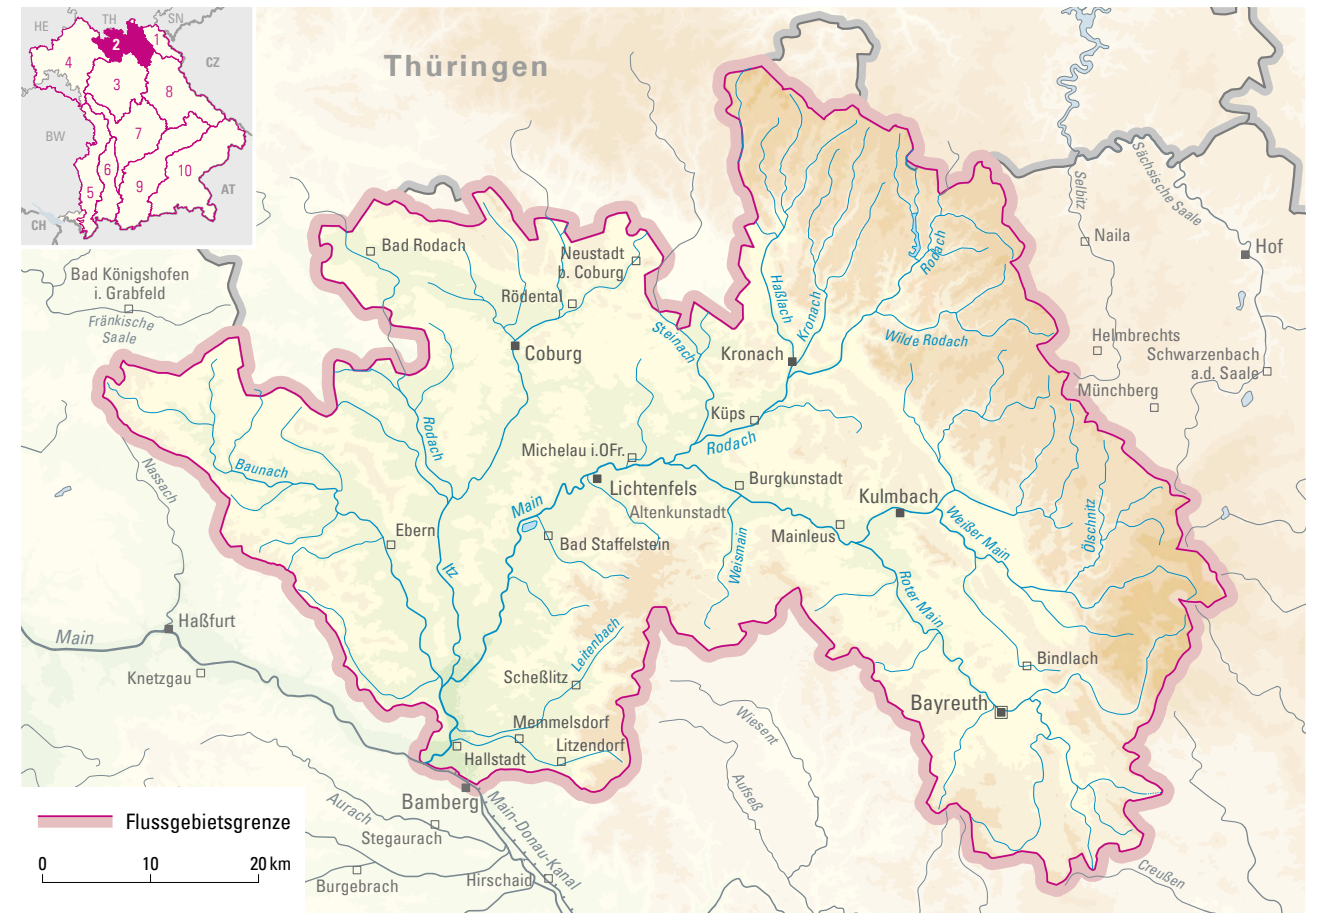 HE
TH
SN
2
1
4
CZ
3
8
BW
7
6
10
5
9
AT
CH
Thüringen
Selbitz
Sächsische Saale
Naila
Hof
Bad Rodach
Neustadt
b. Coburg
Rödental
Rodach
Haßlach
Kronach
Bad Königshofen
i. Grabfeld
Fränkische
Saale
Steinach
Coburg
Kronach
Wilde Rodach
Helmbrechts
Schwarzenbach
a.d. Saale
Münchberg
Küps
Rodach
Rodach
Michelau i.OFr.
Baunach
Nassach
Lichtenfels
Burgkunstadt
Altenkunstadt
Kulmbach
Main
Ebern
Bad Staffelstein
Mainleus
Weißer Main
Ölschnitz
Weismain
Itz
Roter Main
Haßfurt
Main
Leitenbach
Knetzgau
Scheßlitz
Bindlach
Bayreuth
Memmelsdorf
Litzendorf
Hallstadt
Wiesent
Aufseß
Bamberg
Main-Donau-Kanal
Aurach
Stegaurach
Burgebrach
Hirschaid
Creußen
Flussgebietsgrenze
0 10 20 km